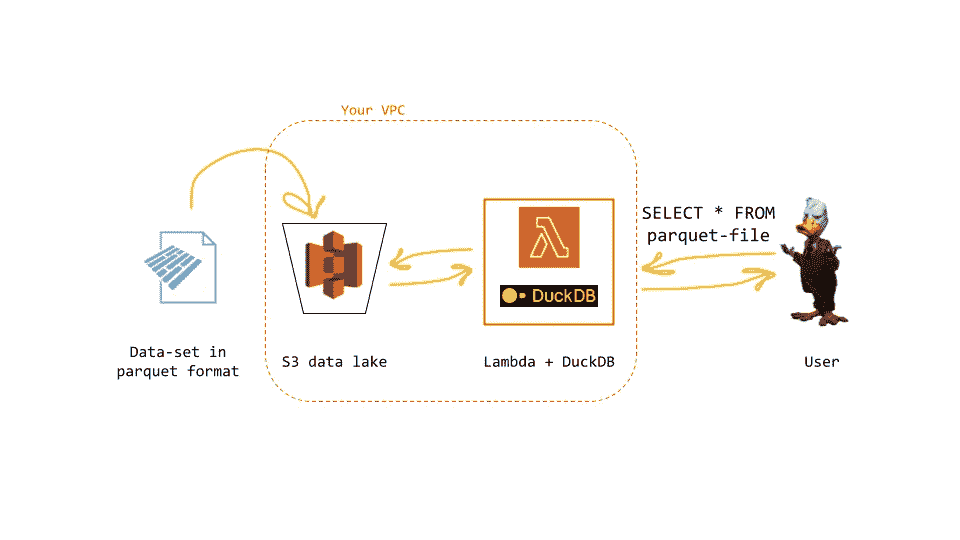 Your VPC
SELECT * FROM
parquet-file
DuckDB
Data-set in
parquet format
S3 data lake
Lambda + DuckDB
User